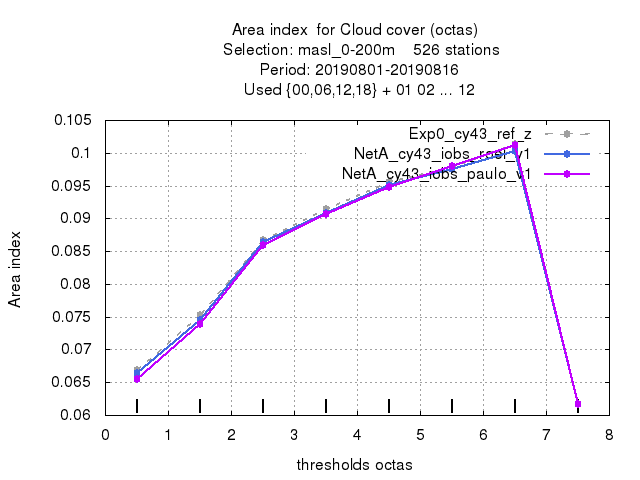 Area index  for Cloud cover (octas)
Selection: masl_0-200m    526 stations
Period: 20190801-20190816
Used {00,06,12,18} + 01 02 ... 12
Exp0_cy43_ref_z
NetA_cy43_iobs_ v1
NetA_cy43_iobs_paulo_v1
0.105
0.1
0.095
0.09
0.085
0.08
0.075
0.07
0.065
0.06
Area index
0 1 2 3 4 5 6 7 8
thresholds octas